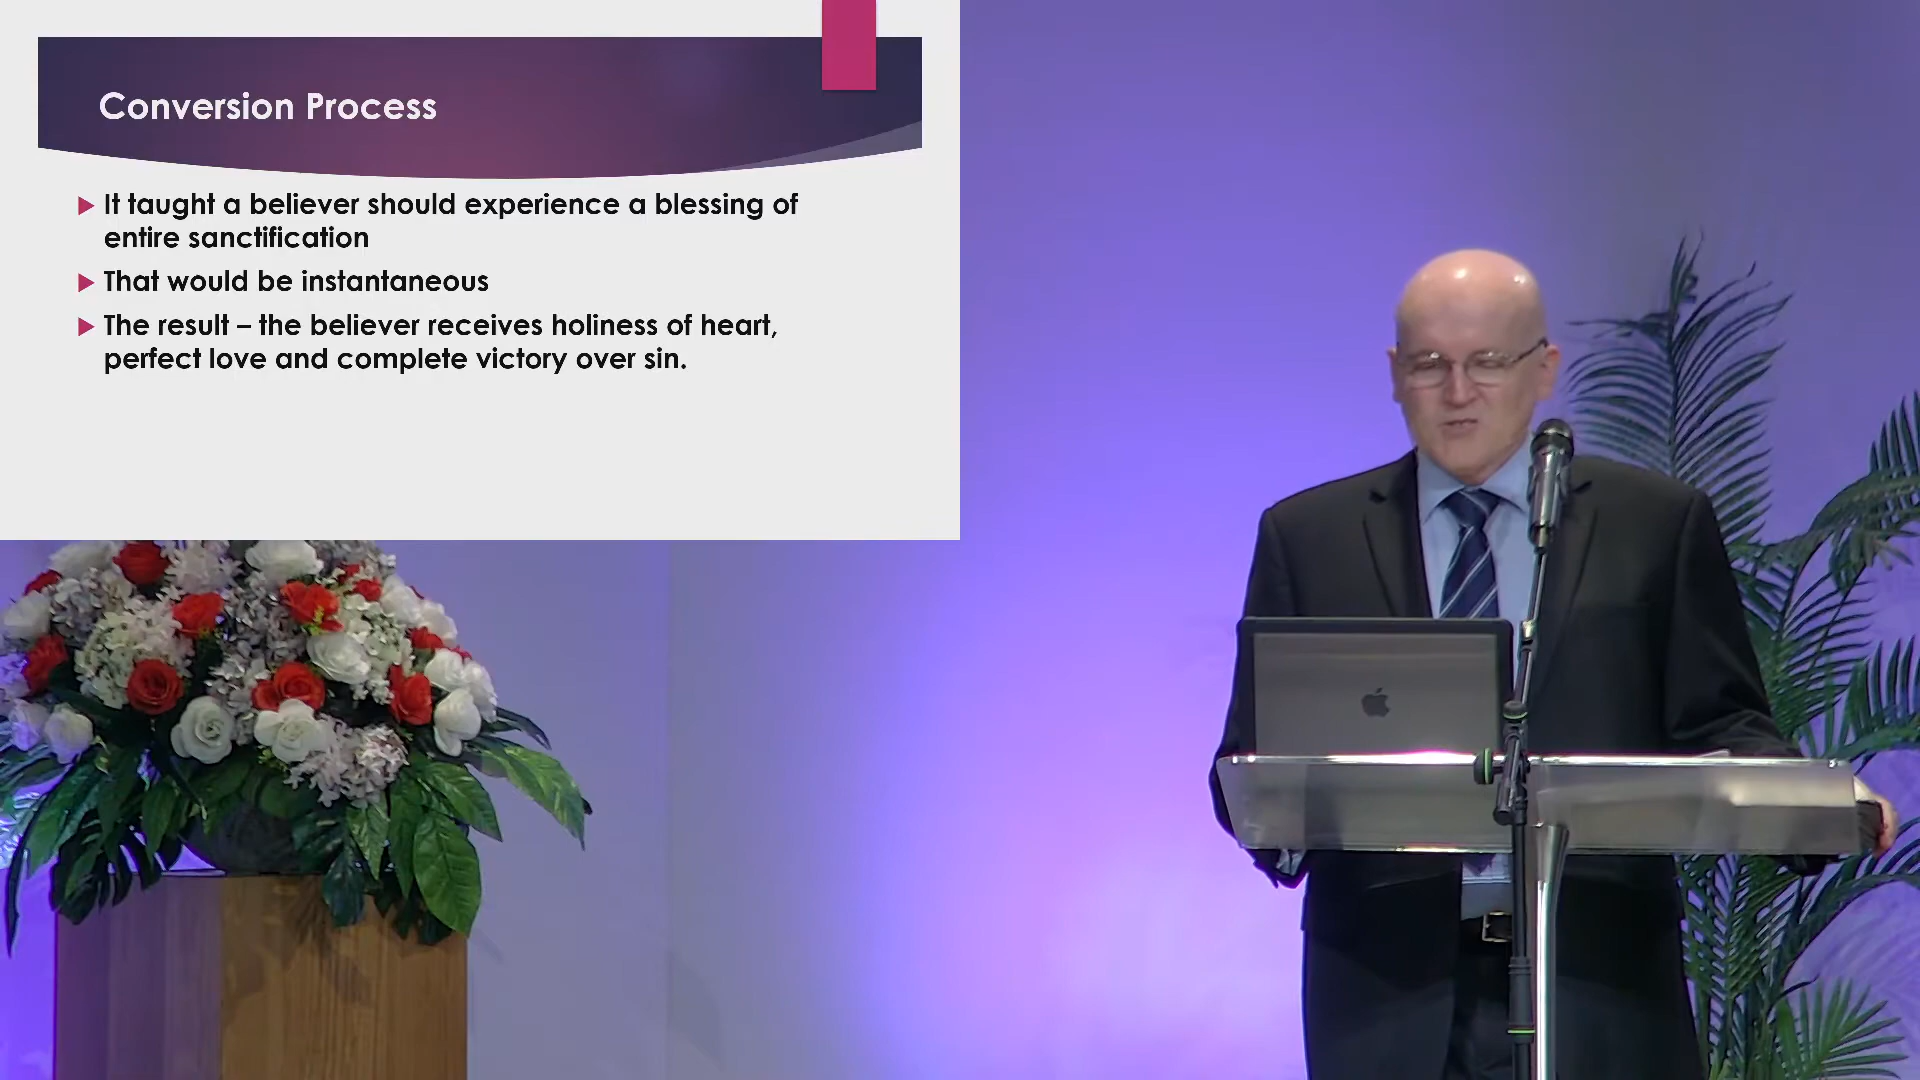 Conversion Process
It taught a believer should experience a blessing of
entire sanctification
That would be instantaneous
The result – the believer receives holiness of heart,
perfect love and complete victory over sin.